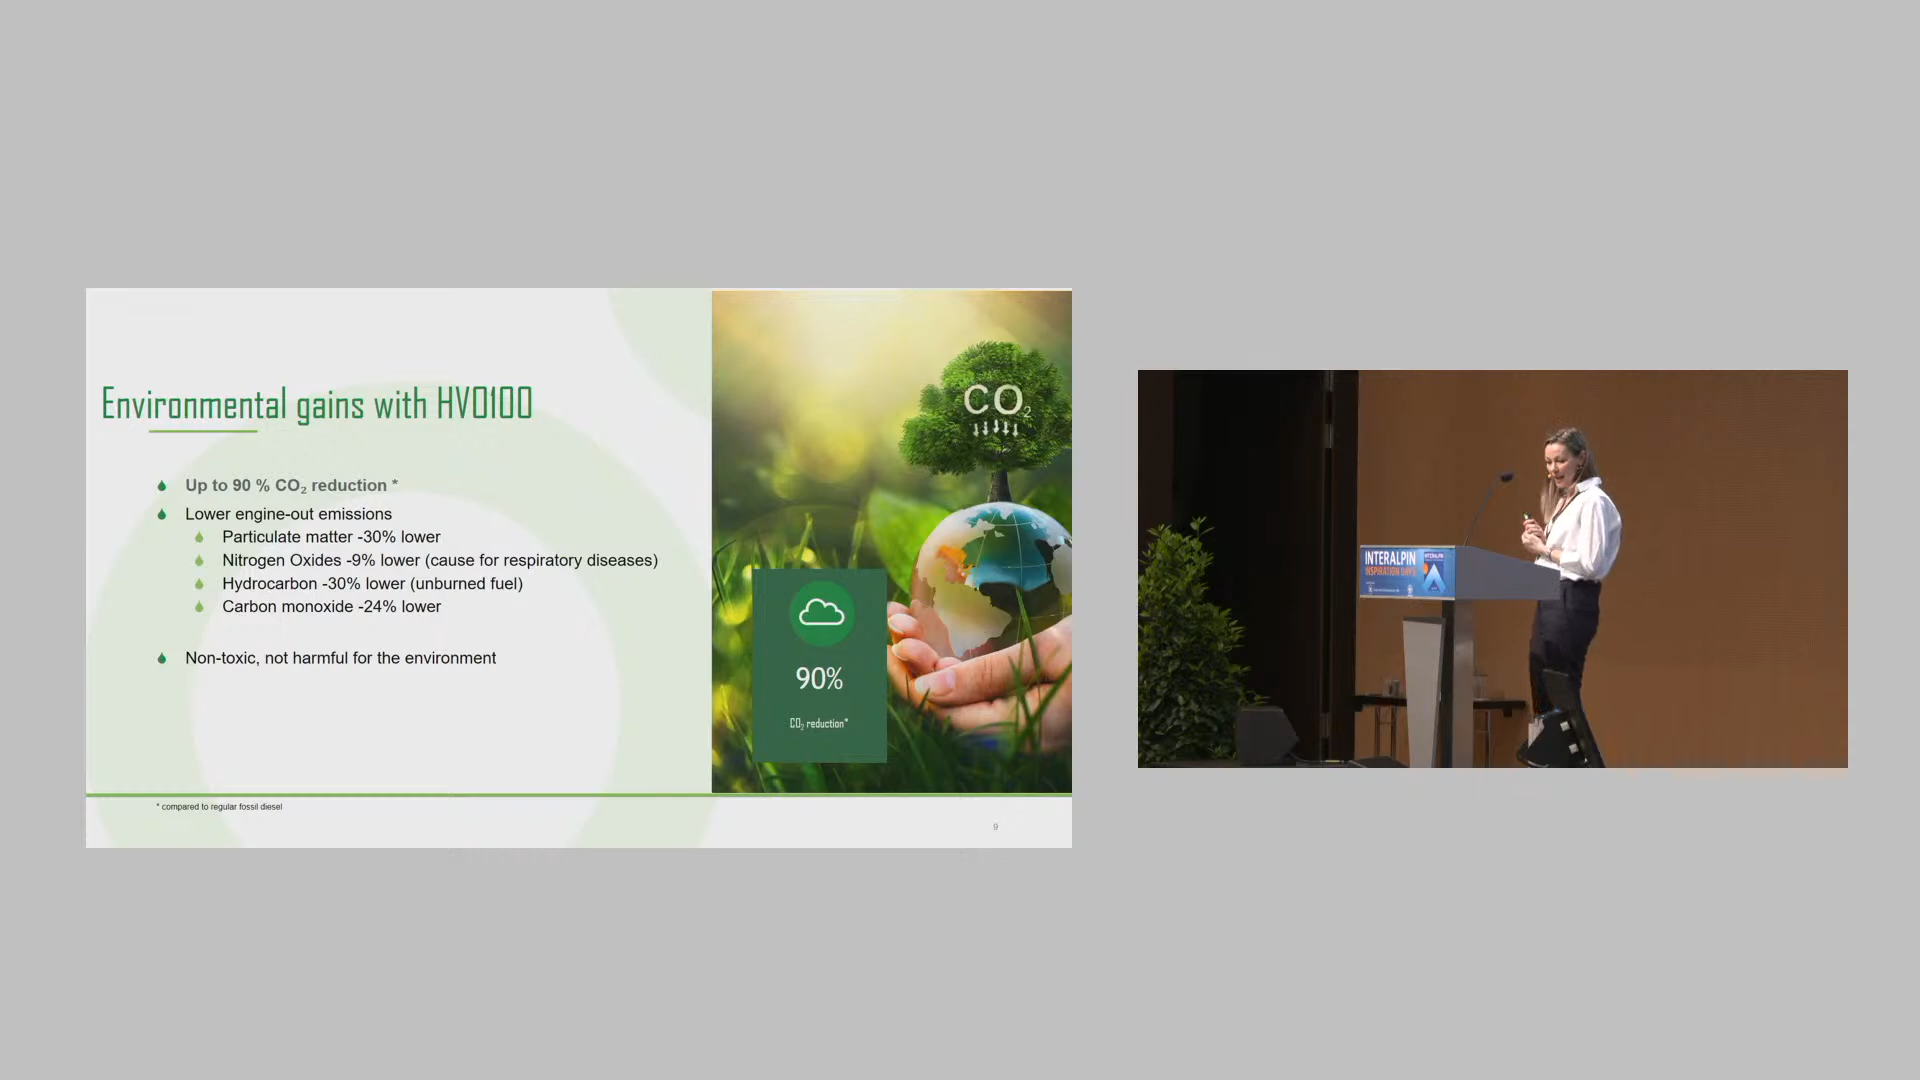 Environmental gains with HVO100
Up to 90 % CO₂ reduction *
Lower engine-out emissions
Particulate matter -30% lower
Nitrogen Oxides -9% lower (cause for respiratory diseases)
Hydrocarbon -30% lower (unburned fuel)
Carbon monoxide -24% lower
Non-toxic, not harmful for the environment
CO₂
90%
CO₂ reduction*
* compared to regular fossil diesel
9
INTERALPIN
INSPIRATION DAYS
INTERALPIN